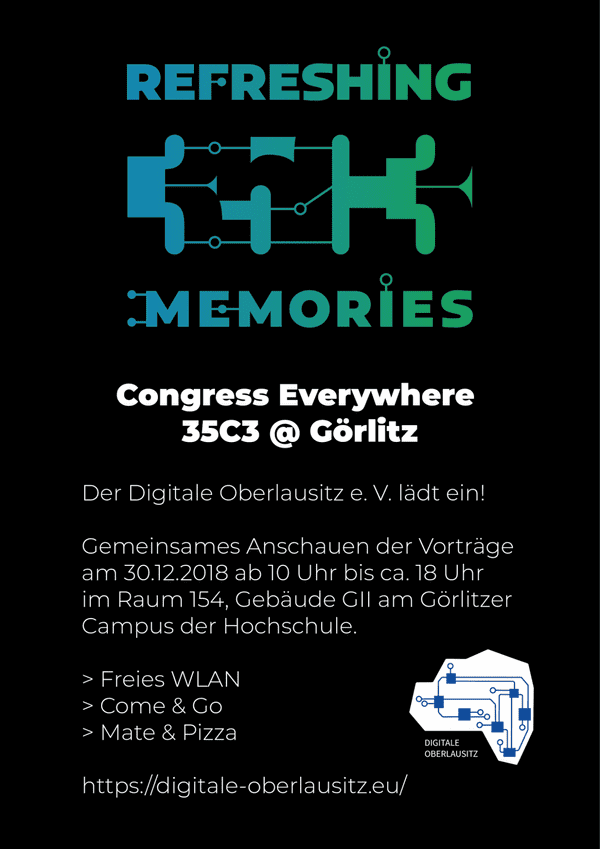 REFRESHING
MEMORIES
Congress Everywhere
35C3 @ Görlitz
Der Digitale Oberlausitz e. V. lädt ein!
Gemeinsames Anschauen der Vorträge
am 30.12.2018 ab 10 Uhr bis ca. 18 Uhr
im Raum 154, Gebäude GII am Görlitzer
Campus der Hochschule.
> Freies WLAN
> Come & Go
> Mate & Pizza
DIGITALE
OBERLAUSITZ
https://digitale-oberlausitz.eu/